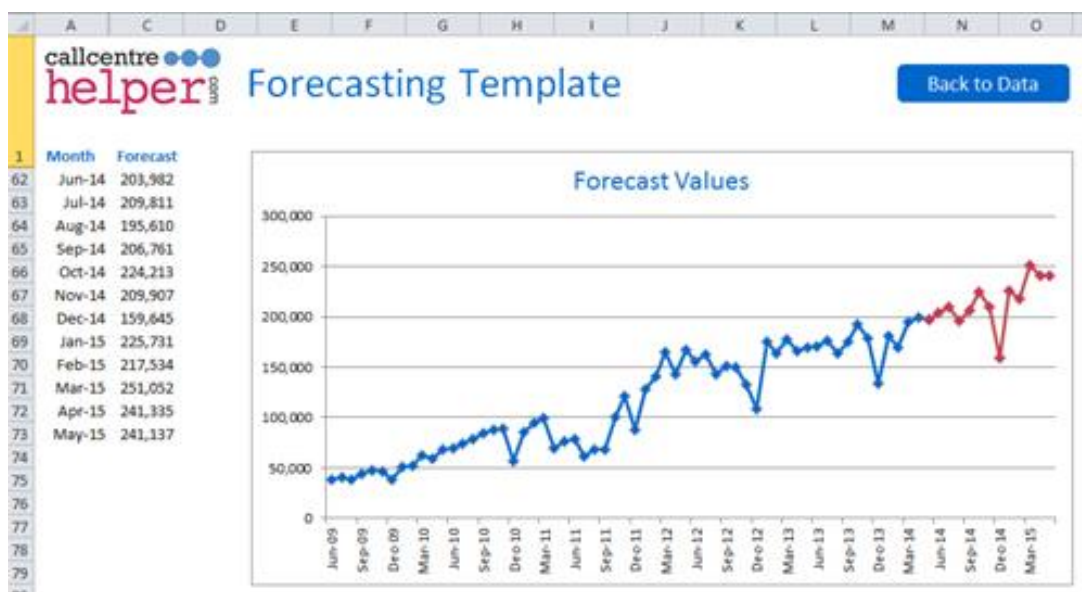 A C D E F G H I J K L M N O
callcentre
helper.com
Forecasting Template
Back to Data
1 Month Forecast
62 Jun-14 203,982
63 Jul-14 209,811
64 Aug-14 195,610
65 Sep-14 206,761
66 Oct-14 224,213
67 Nov-14 209,907
68 Dec-14 159,645
69 Jan-15 225,731
70 Feb-15 217,534
71 Mar-15 251,052
72 Apr-15 241,335
73 May-15 241,137
74
75
76
77
78
79
Forecast Values
300,000
250,000
200,000
150,000
100,000
50,000
0
Jun-09 Sep-09 Dec-09 Mar-10 Jun-10 Sep-10 Dec-10 Mar-11 Jun-11 Sep-11 Dec-11 Mar-12 Jun-12 Sep-12 Dec-12 Mar-13 Jun-13 Sep-13 Dec-13 Mar-14 Jun-14 Sep-14 Dec-14 Mar-15